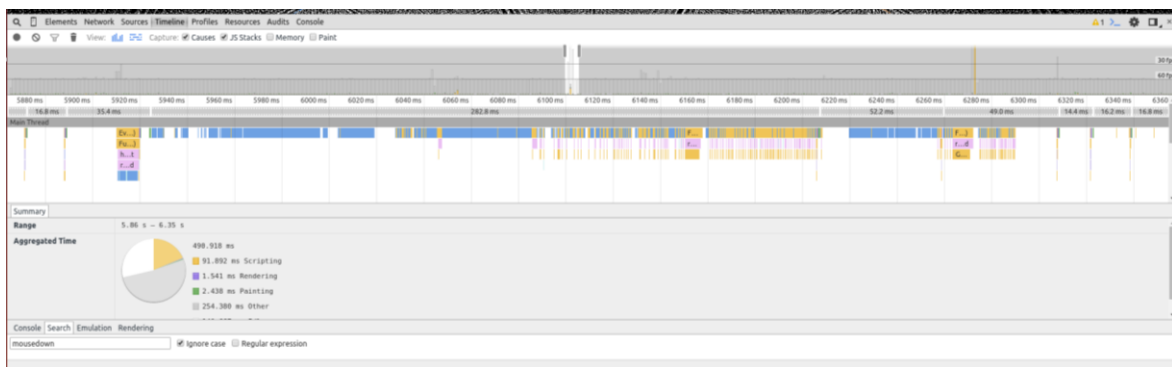 Elements Network Sources Timeline Profiles Resources Audits Console 1
View: Capture: Causes JS Stacks Memory Paint
30 fp
60 fp
5880 ms 5900 ms 5920 ms 5940 ms 5960 ms 5980 ms 6000 ms 6020 ms 6040 ms 6060 ms 6080 ms 6100 ms 6120 ms 6140 ms 6160 ms 6180 ms 6200 ms 6220 ms 6240 ms 6260 ms 6280 ms 6300 ms 6320 ms 6340 ms 6360
16.8 ms 35.4 ms 282.8 ms 52.2 ms 49.0 ms 14.4 ms 16.2 ms 16.8 ms
Main Thread
Ev...) F... F...)
Fu...) r... r...d
h...t G...
r...d
Summary
Range 5.86 s – 6.35 s
Aggregated Time
490.918 ms
91.892 ms Scripting
1.541 ms Rendering
2.438 ms Painting
254.380 ms Other
Console Search Emulation Rendering
mousedown Ignore case Regular expression